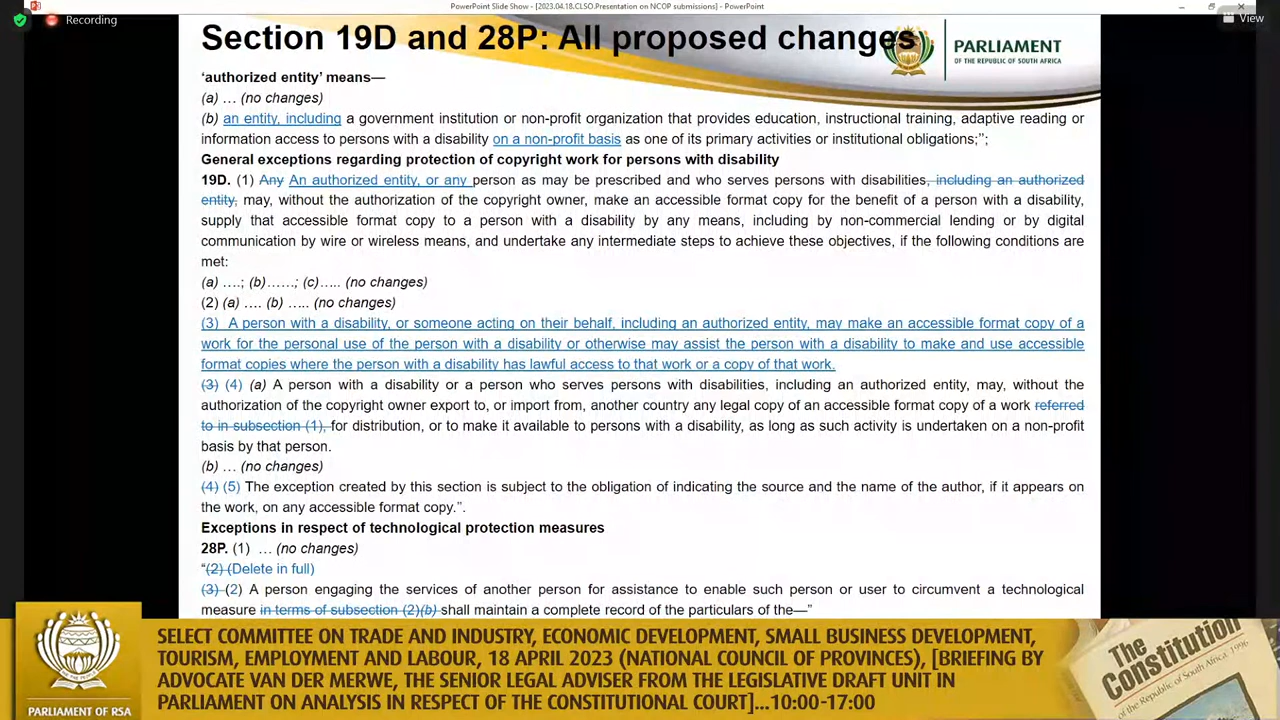 PowerPoint Slide Show - [2023.04.18.CLSO.Presentation on NCOP submissions] - PowerPoint
Recording
View
Section 19D and 28P: All proposed changes
PARLIAMENT
OF THE REPUBLIC OF SOUTH AFRICA
‘authorized entity’ means—
(a) … (no changes)
(b) an entity, including a government institution or non-profit organization that provides education, instructional training, adaptive reading or
information access to persons with a disability on a non-profit basis as one of its primary activities or institutional obligations;”;
General exceptions regarding protection of copyright work for persons with disability
19D. (1) Any An authorized entity, or any person as may be prescribed and who serves persons with disabilities, including an authorized
entity, may, without the authorization of the copyright owner, make an accessible format copy for the benefit of a person with a disability,
supply that accessible format copy to a person with a disability by any means, including by non-commercial lending or by digital
communication by wire or wireless means, and undertake any intermediate steps to achieve these objectives, if the following conditions are
met:
(a) ….; (b)……; (c)….. (no changes)
(2) (a) …. (b) ….. (no changes)
(3) A person with a disability, or someone acting on their behalf, including an authorized entity, may make an accessible format copy of a
work for the personal use of the person with a disability or otherwise may assist the person with a disability to make and use accessible
format copies where the person with a disability has lawful access to that work or a copy of that work.
(3) (4) (a) A person with a disability or a person who serves persons with disabilities, including an authorized entity, may, without the
authorization of the copyright owner export to, or import from, another country any legal copy of an accessible format copy of a work referred
to in subsection (1), for distribution, or to make it available to persons with a disability, as long as such activity is undertaken on a non-profit
basis by that person.
(b) … (no changes)
(4) (5) The exception created by this section is subject to the obligation of indicating the source and the name of the author, if it appears on
the work, on any accessible format copy.”.
Exceptions in respect of technological protection measures
28P. (1) … (no changes)
“(2) (Delete in full)
(3) (2) A person engaging the services of another person for assistance to enable such person or user to circumvent a technological
measure in terms of subsection (2)(b) shall maintain a complete record of the particulars of the—”
SELECT COMMITTEE ON TRADE AND INDUSTRY, ECONOMIC DEVELOPMENT, SMALL BUSINESS DEVELOPMENT,
TOURISM, EMPLOYMENT AND LABOUR, 18 APRIL 2023 (NATIONAL COUNCIL OF PROVINCES), [BRIEFING BY
ADVOCATE VAN DER MERWE, THE SENIOR LEGAL ADVISER FROM THE LEGISLATIVE DRAFT UNIT IN
PARLIAMENT ON ANALYSIS IN RESPECT OF THE CONSTITUTIONAL COURT]...10:00-17:00
PARLIAMENT OF RSA
The
Constitution
of the Republic of South Africa, 1996